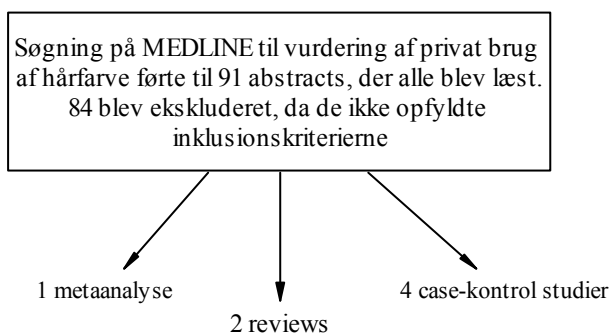 Søgning på MEDLINE til vurdering af privat brug
af hårfarve førte til 91 abstracts, der alle blev læst.
84 blev ekskluderet, da de ikke opfyldte
inklusionskriterierne
1 metaanalyse
4 case-kontrol studier
2 reviews